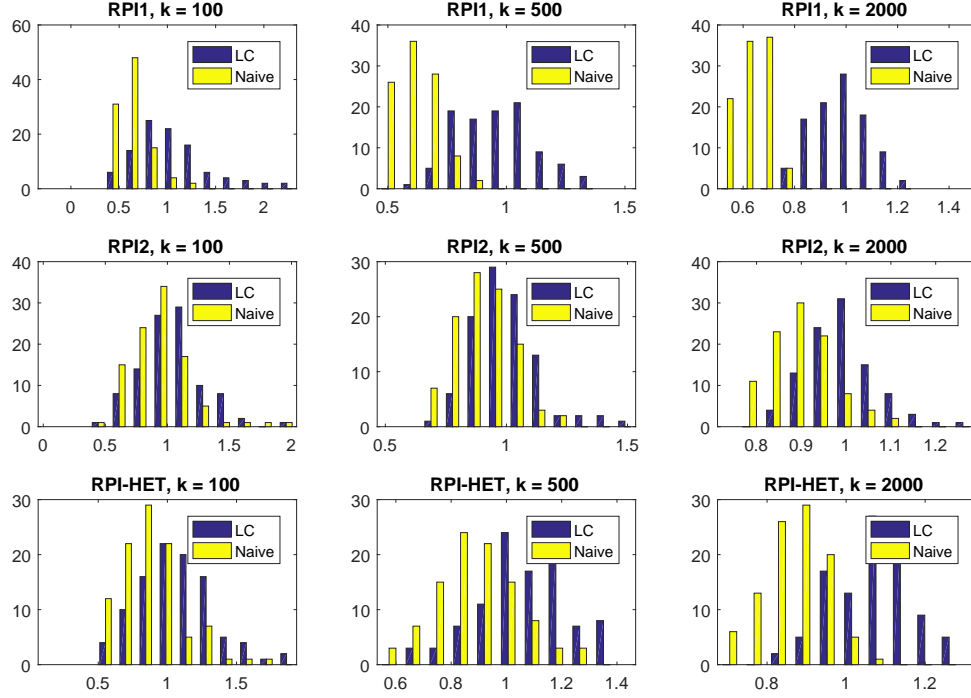 RPI1, k = 100
60
40
20
0
0
0.5
1
1.5
2
LC
Naive
RPI1, k = 500
40
30
20
10
0
0.5
1
1.5
LC
Naive
RPI1, k = 2000
40
30
20
10
0
0.6
0.8
1
1.2
1.4
LC
Naive
RPI2, k = 100
40
30
20
10
0
0
0.5
1
1.5
2
LC
Naive
RPI2, k = 500
30
20
10
0
0.5
1
1.5
LC
Naive
RPI2, k = 2000
40
30
20
10
0
0.8
0.9
1
1.1
1.2
LC
Naive
RPI-HET, k = 100
30
20
10
0
0.5
1
1.5
LC
Naive
RPI-HET, k = 500
30
20
10
0
0.6
0.8
1
1.2
1.4
LC
Naive
RPI-HET, k = 2000
30
20
10
0
0.8
1
1.2
LC
Naive